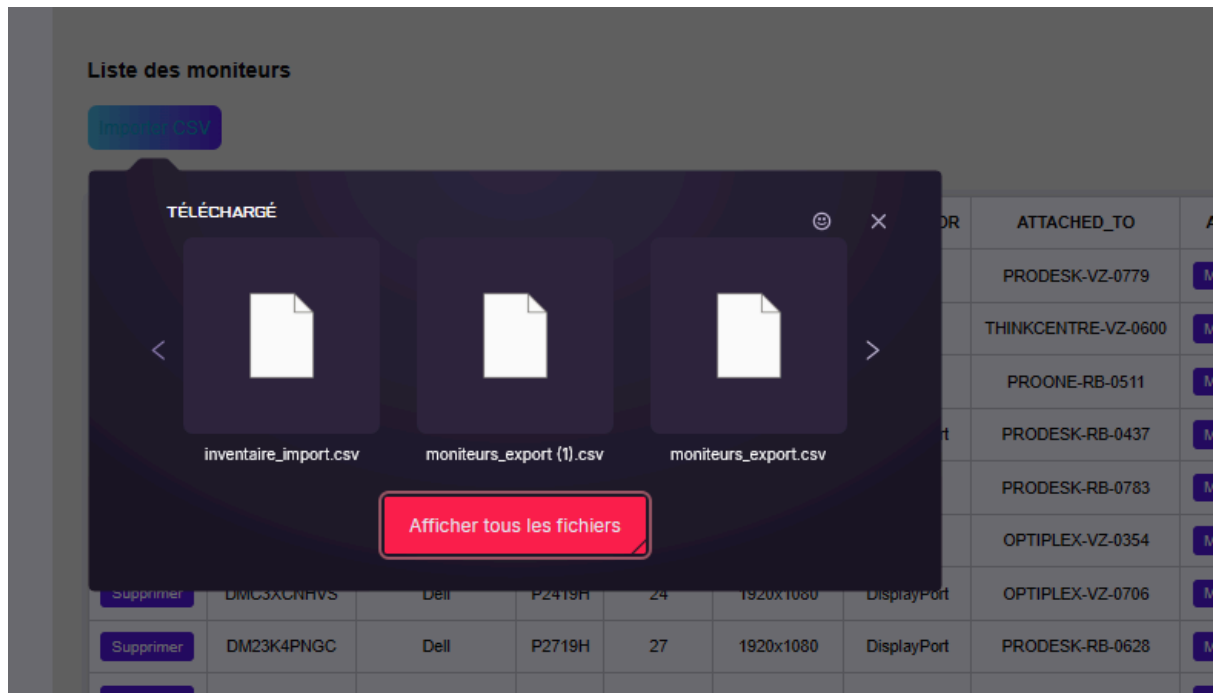 Liste des moniteurs
Importer CSV
TÉLÉCHARGÉ
inventaire_import.csv
moniteurs_export (1).csv
moniteurs_export.csv
Afficher tous les fichiers
OR ATTACHED_TO A
PRODESK-VZ-0779 M
THINKCENTRE-VZ-0600 M
PROONE-RB-0511 M
rt PRODESK-RB-0437 M
PRODESK-RB-0783 M
OPTIPLEX-VZ-0354 M
Supprimer DMC3XCNHVS Dell P2419H 24 1920x1080 DisplayPort OPTIPLEX-VZ-0706 M
Supprimer DM23K4PNGC Dell P2719H 27 1920x1080 DisplayPort PRODESK-RB-0628 M